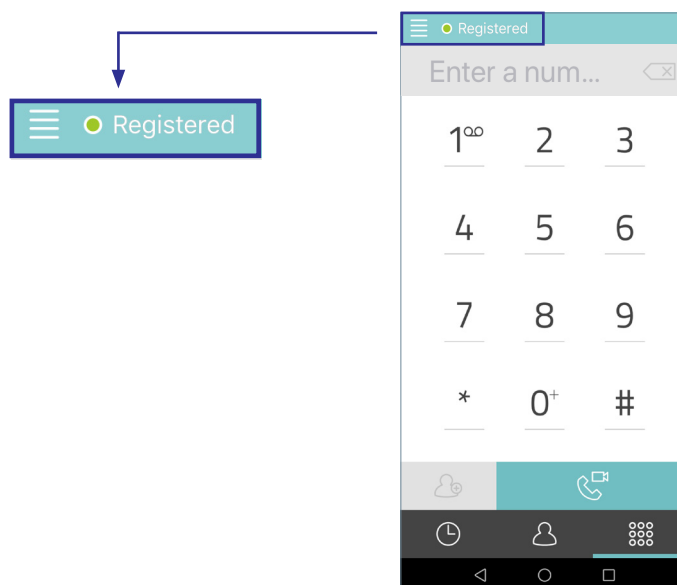 Registered
Registered
Enter a num...
1 2 3
4 5 6
7 8 9
* 0+ #